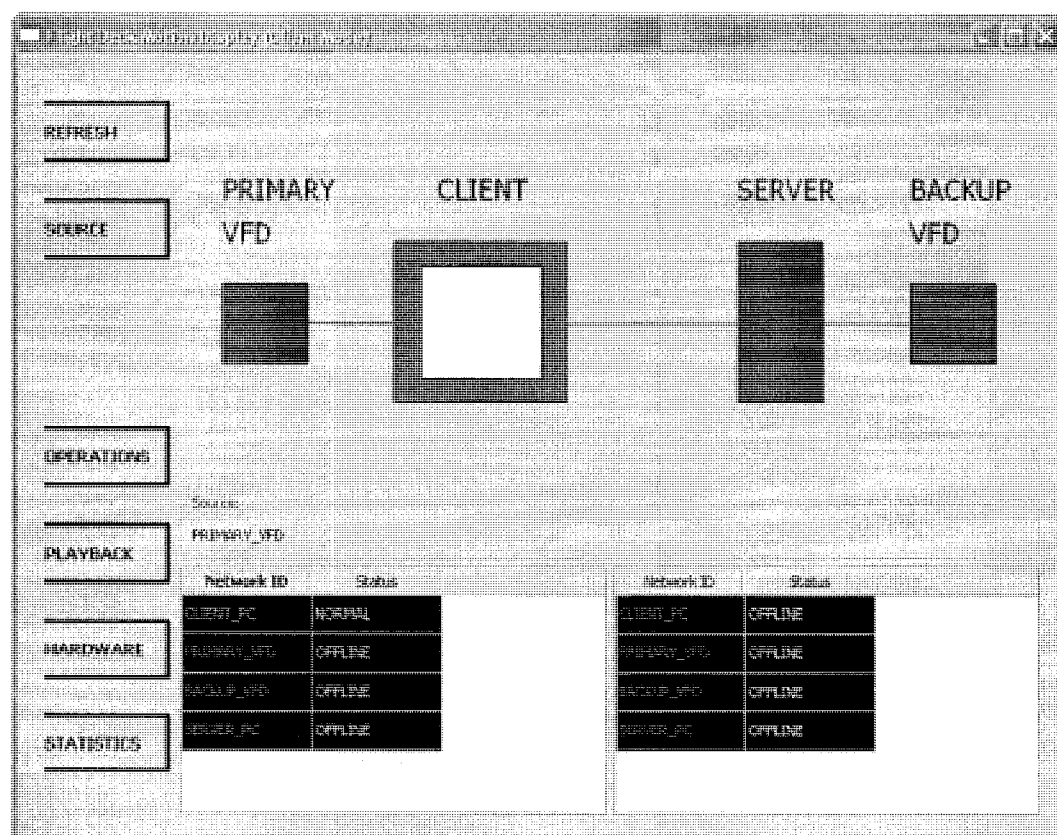 REFRESH
SOURCE
PRIMARY
VFD
CLIENT
SERVER
BACKUP
VFD
OPERATIONS
PLAYBACK
HARDWARE
STATISTICS
Source:
PRIMARY_VFD
Network ID Status
CLIENT_PC NORMAL
PRIMARY_VFD OFFLINE
BACKUP_VFD OFFLINE
SERVER_PC OFFLINE
Network ID Status
CLIENT_PC OFFLINE
PRIMARY_VFD OFFLINE
BACKUP_VFD OFFLINE
SERVER_PC OFFLINE